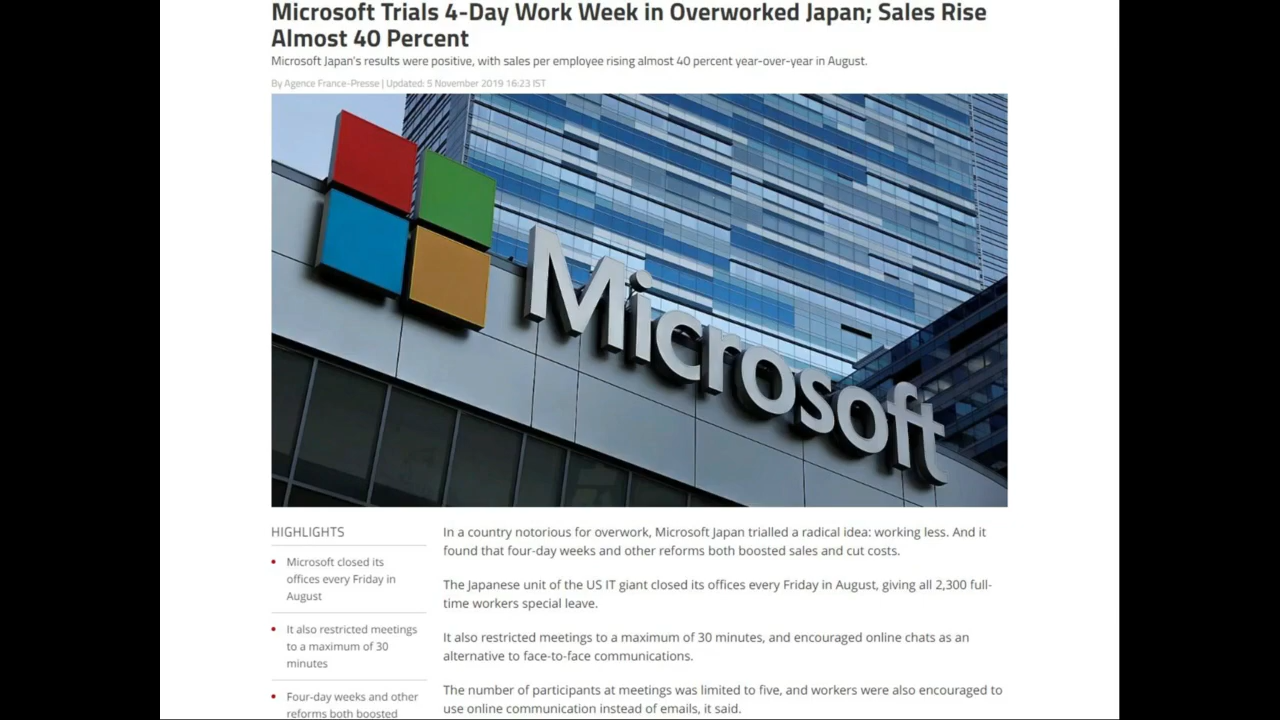 Microsoft Trials 4-Day Work Week in Overworked Japan; Sales Rise
Almost 40 Percent
Microsoft Japan's results were positive, with sales per employee rising almost 40 percent year-over-year in August.
By Agence France-Presse | Updated: 5 November 2019 16:23 IST
Microsoft
HIGHLIGHTS
Microsoft closed its
offices every Friday in
August
It also restricted meetings
to a maximum of 30
minutes
Four-day weeks and other
reforms both boosted
In a country notorious for overwork, Microsoft Japan trialled a radical idea: working less. And it
found that four-day weeks and other reforms both boosted sales and cut costs.
The Japanese unit of the US IT giant closed its offices every Friday in August, giving all 2,300 full-
time workers special leave.
It also restricted meetings to a maximum of 30 minutes, and encouraged online chats as an
alternative to face-to-face communications.
The number of participants at meetings was limited to five, and workers were also encouraged to
use online communication instead of emails, it said.